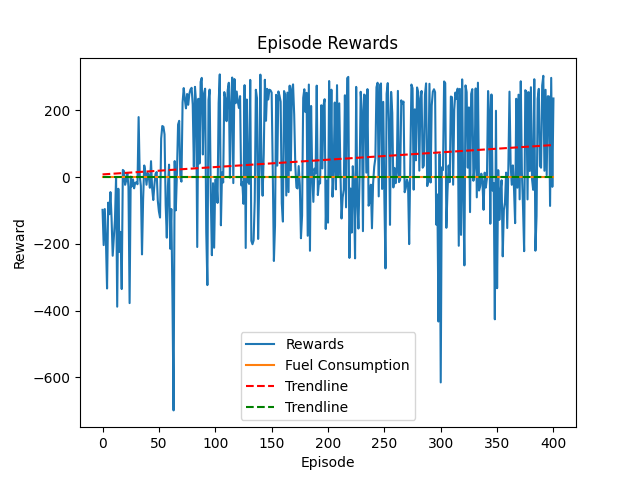 Episode Rewards
Reward
200
0
−200
−400
−600
Rewards
Fuel Consumption
Trendline
Trendline
0
50
100
150
200
250
300
350
400
Episode